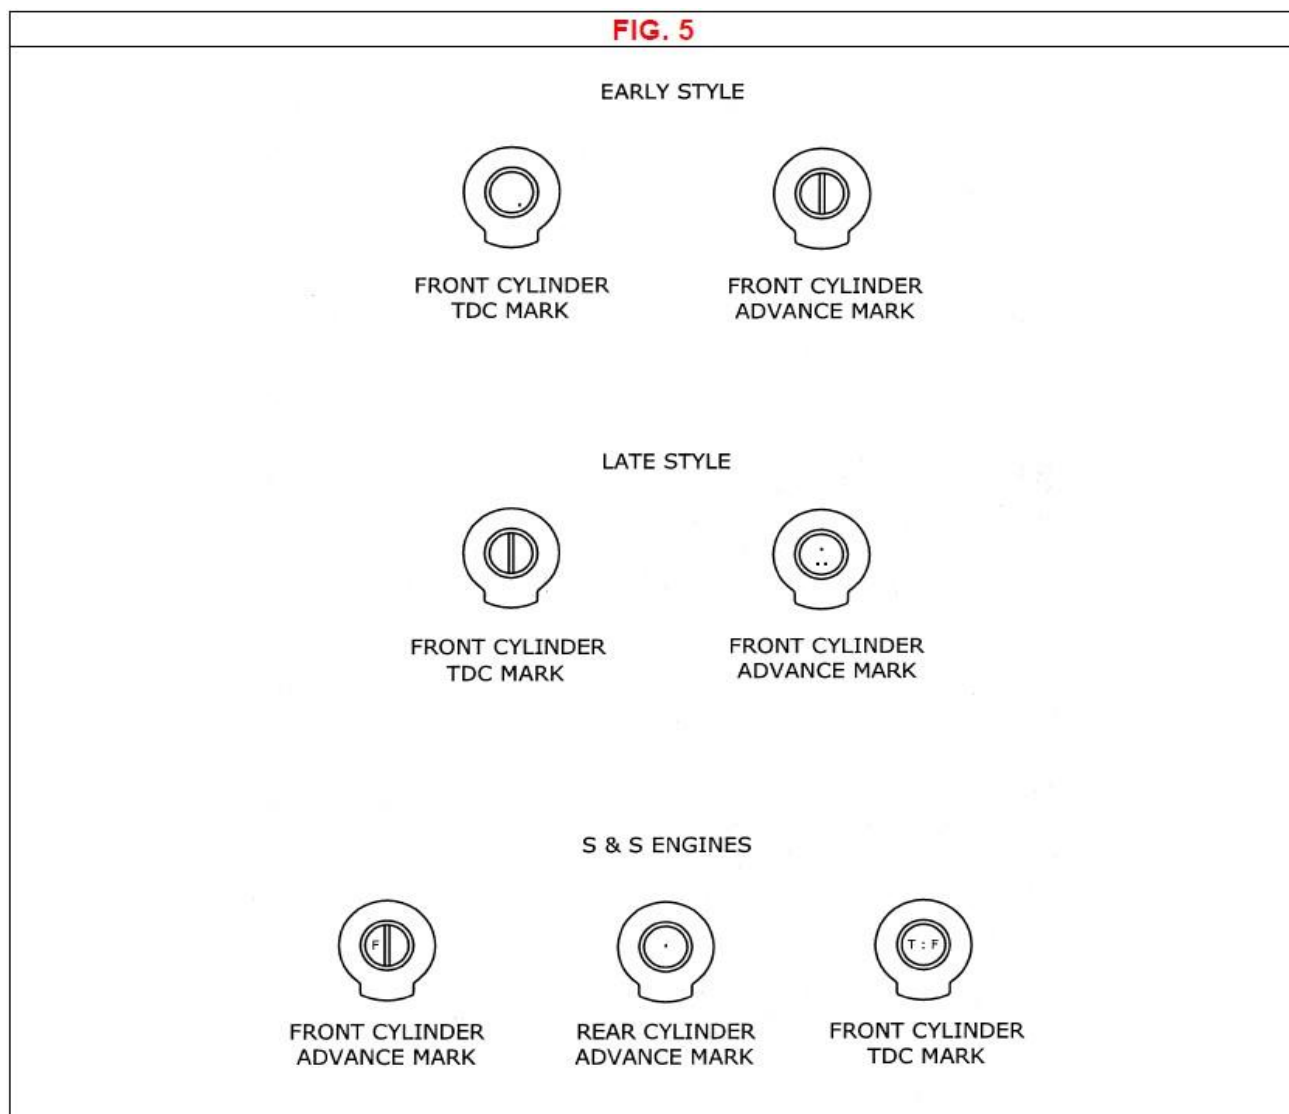 FIG. 5
EARLY STYLE
FRONT CYLINDER
TDC MARK
FRONT CYLINDER
ADVANCE MARK
LATE STYLE
FRONT CYLINDER
TDC MARK
FRONT CYLINDER
ADVANCE MARK
S & S ENGINES
F
T : F
FRONT CYLINDER
ADVANCE MARK
REAR CYLINDER
ADVANCE MARK
FRONT CYLINDER
TDC MARK